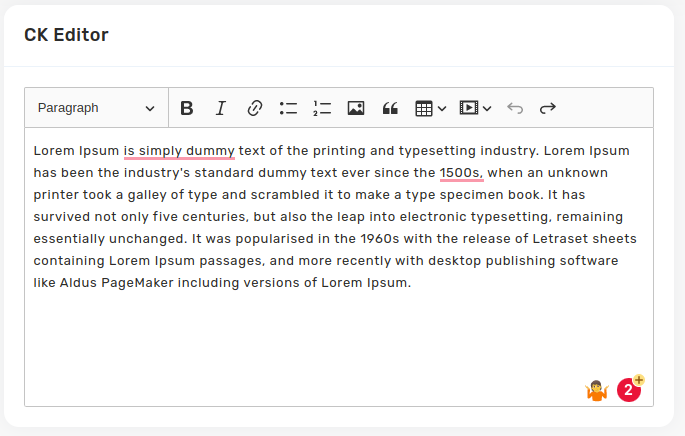 CK Editor
Paragraph
Lorem Ipsum is simply dummy text of the printing and typesetting industry. Lorem Ipsum
has been the industry's standard dummy text ever since the 1500s, when an unknown
printer took a galley of type and scrambled it to make a type specimen book. It has
survived not only five centuries, but also the leap into electronic typesetting, remaining
essentially unchanged. It was popularised in the 1960s with the release of Letraset sheets
containing Lorem Ipsum passages, and more recently with desktop publishing software
like Aldus PageMaker including versions of Lorem Ipsum.
2